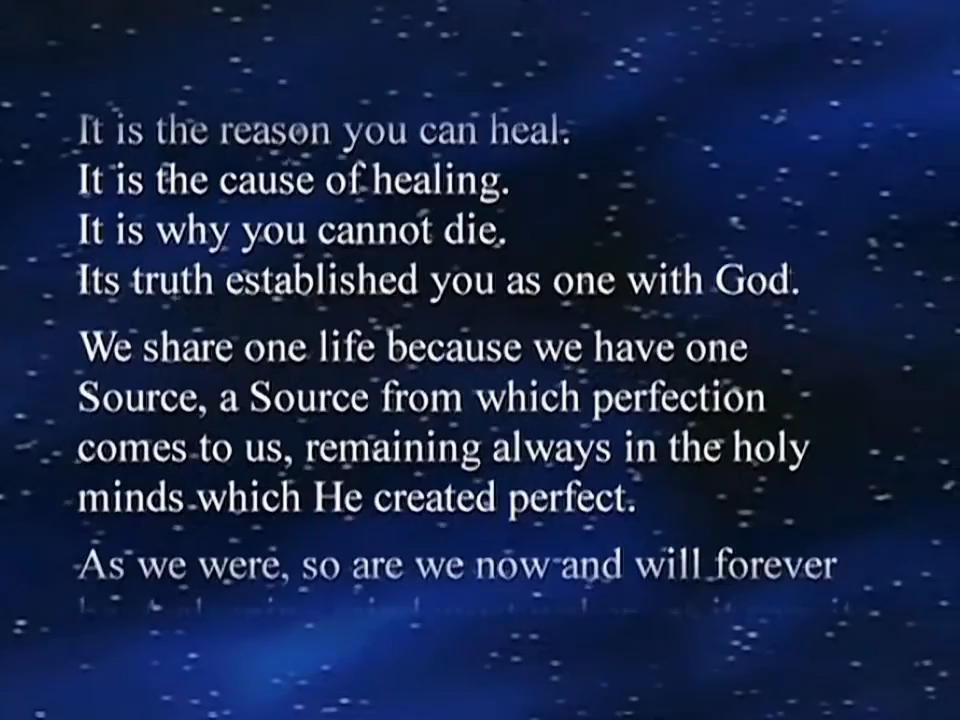 It is the reason you can heal.
It is the cause of healing.
It is why you cannot die.
Its truth established you as one with God.
We share one life because we have one
Source, a Source from which perfection
comes to us, remaining always in the holy
minds which He created perfect.
As we were, so are we now and will forever